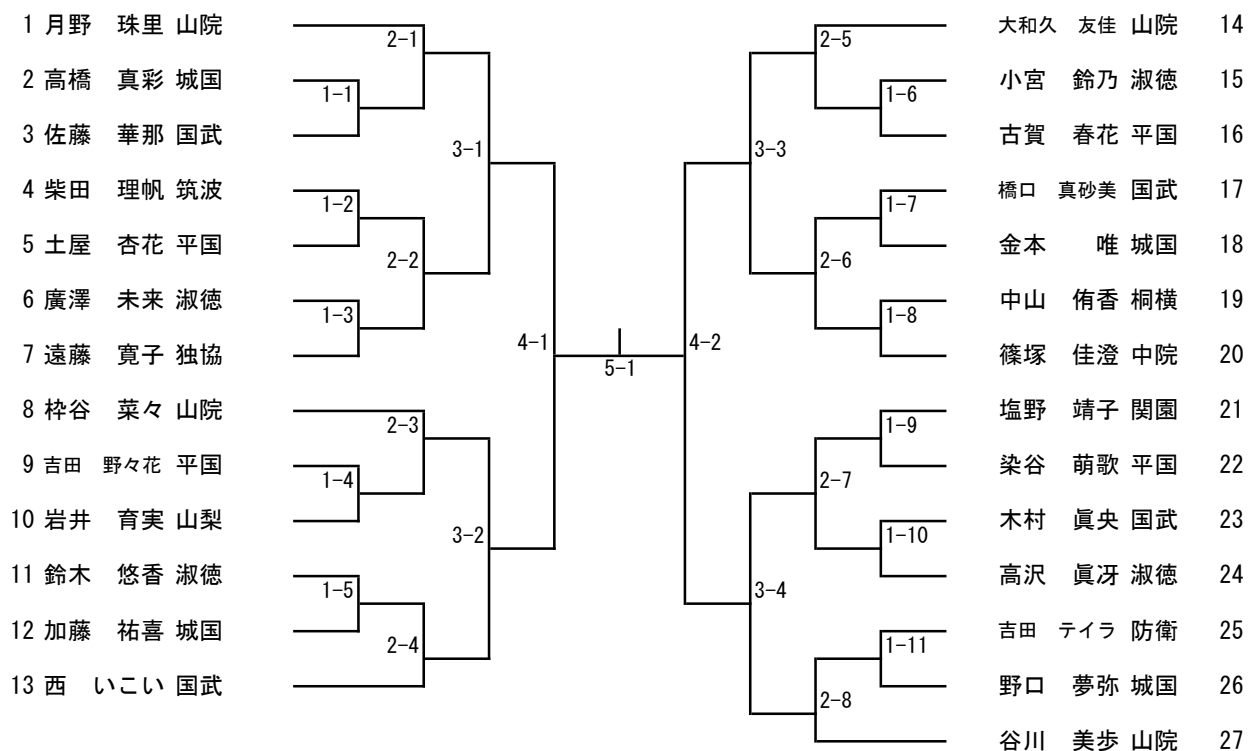 1 月野　珠里 山院
2 高橋　真彩 城国
3 佐藤　華那 国武
4 柴田　理帆 筑波
5 土屋　杏花 平国
6 廣澤　未来 淑徳
7 遠藤　寛子 独協
8 枠谷　菜々 山院
9 吉田　野々花 平国
10 岩井　育実 山梨
11 鈴木　悠香 淑徳
12 加藤　祐喜 城国
13 西　いこい 国武
2-1
1-1
3-1
1-2
2-2
1-3
4-1
2-3
1-4
3-2
1-5
2-4
5-1
4-2
2-5
1-6
3-3
1-7
2-6
1-8
1-9
2-7
1-10
3-4
1-11
2-8
大和久　友佳 山院 14
小宮　鈴乃 淑徳 15
古賀　春花 平国 16
橋口　真砂美 国武 17
金本　　唯 城国 18
中山　侑香 桐横 19
篠塚　佳澄 中院 20
塩野　靖子 関園 21
染谷　萌歌 平国 22
木村　眞央 国武 23
高沢　眞冴 淑徳 24
吉田　テイラ 防衛 25
野口　夢弥 城国 26
谷川　美歩 山院 27